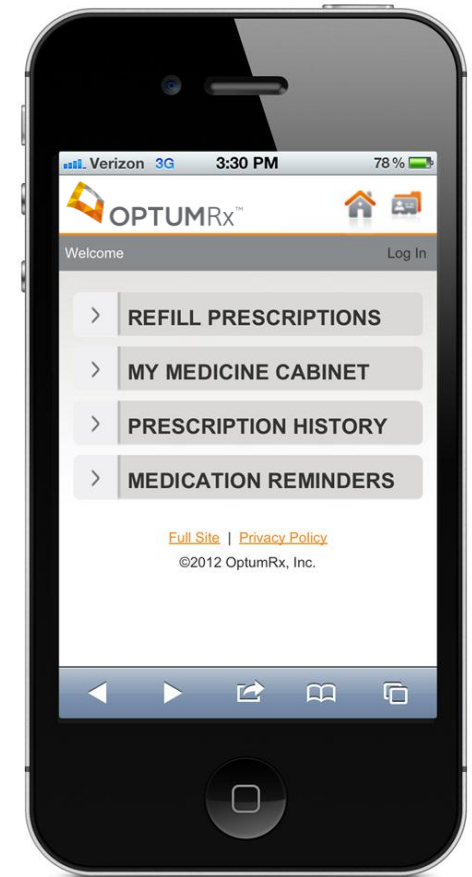 Verizon 3G 3:30 PM 78 %
OPTUMRx™
Welcome Log In
REFILL PRESCRIPTIONS
MY MEDICINE CABINET
PRESCRIPTION HISTORY
MEDICATION REMINDERS
Full Site | Privacy Policy
©2012 OptumRx, Inc.